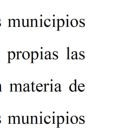 s municipios
propias las
n materia de
s municipios